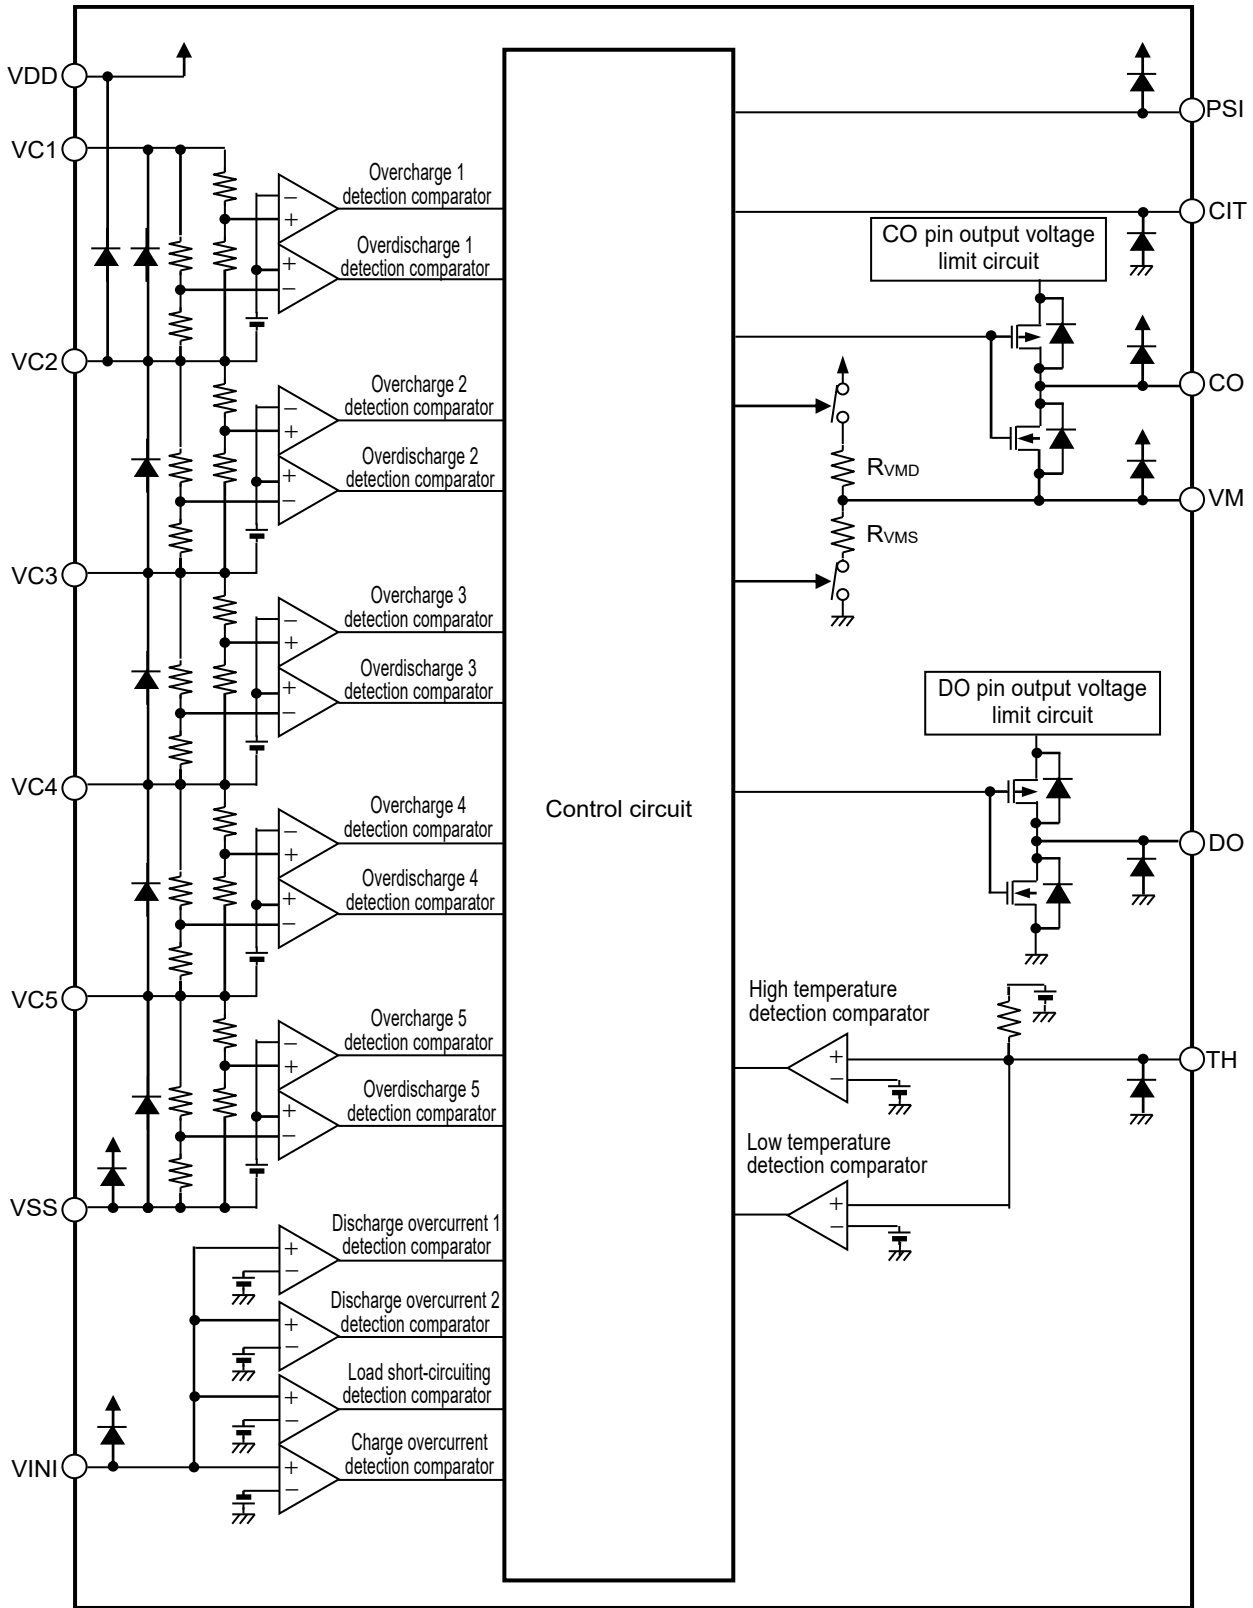 VDD
VC1
VC2
VC3
VC4
VC5
VSS
VINI
Overcharge 1
detection comparator
−
+
Overdischarge 1
detection comparator
+
−
Overcharge 2
detection comparator
−
+
Overdischarge 2
detection comparator
+
−
Overcharge 3
detection comparator
−
+
Overdischarge 3
detection comparator
+
−
Overcharge 4
detection comparator
−
+
Overdischarge 4
detection comparator
+
−
Overcharge 5
detection comparator
−
+
Overdischarge 5
detection comparator
+
−
Discharge overcurrent 1
detection comparator
+
−
Discharge overcurrent 2
detection comparator
+
−
Load short-circuiting
detection comparator
+
−
Charge overcurrent
detection comparator
+
−
Control circuit
PSI
CIT
CO pin output voltage
limit circuit
CO
RVMD
VM
RVMS
DO pin output voltage
limit circuit
DO
High temperature
detection comparator
+
−
TH
Low temperature
detection comparator
+
−